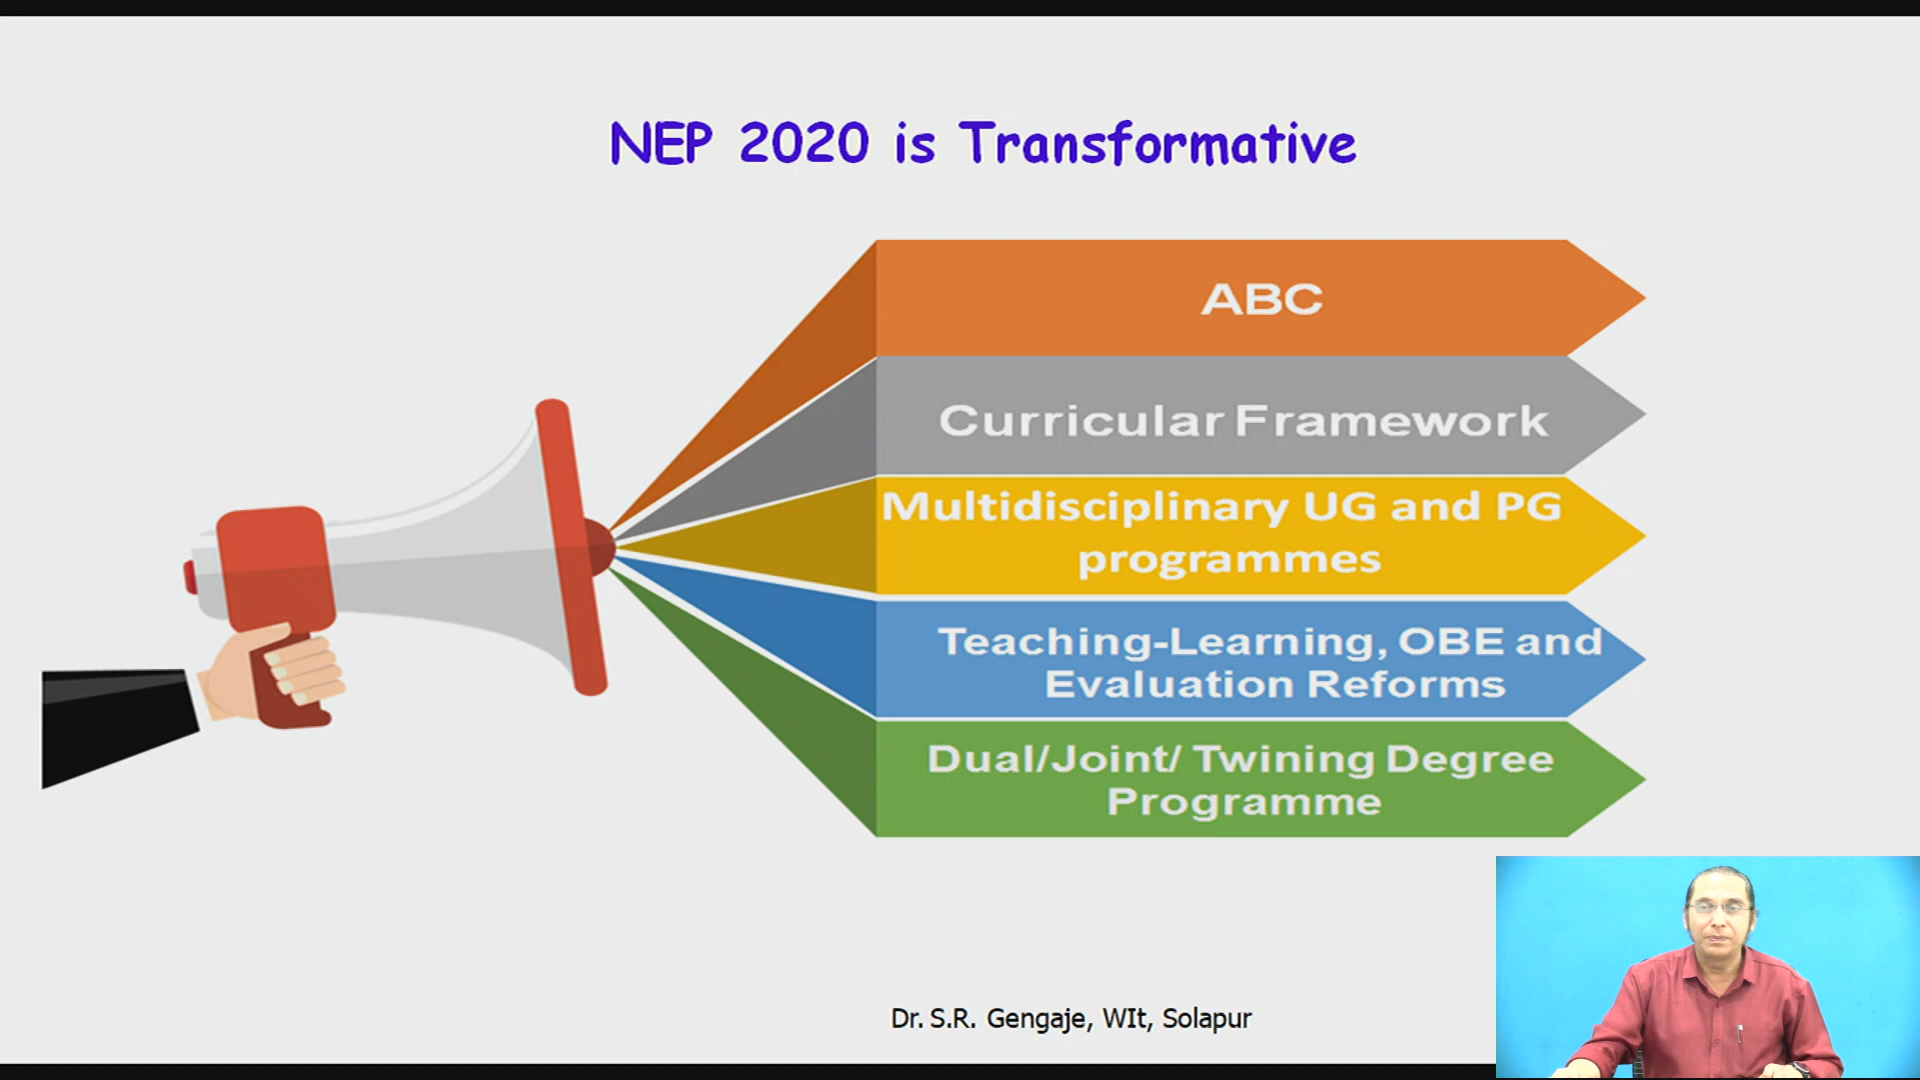 NEP 2020 is Transformative
ABC
Curricular Framework
Multidisciplinary UG and PG
programmes
Teaching-Learning, OBE and
Evaluation Reforms
Dual/Joint/ Twining Degree
Programme
Dr. S.R. Gengaje, WIt, Solapur